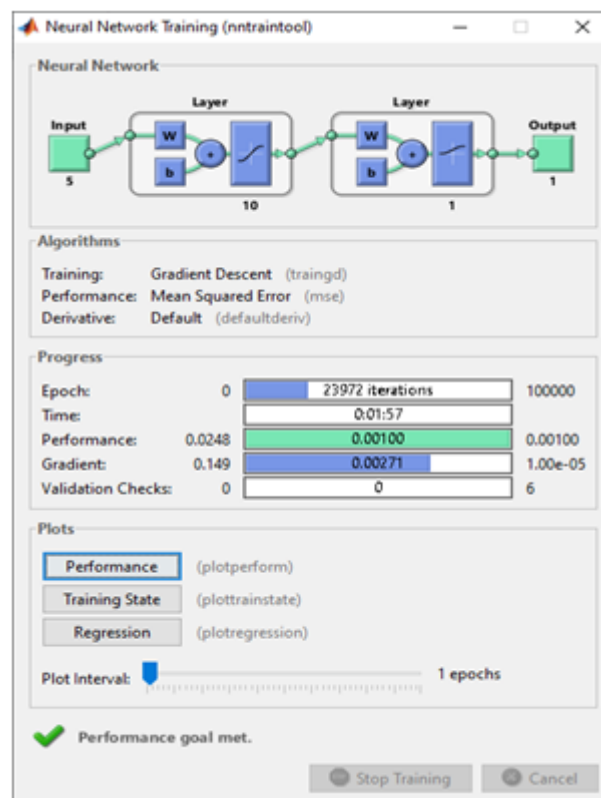 Neural Network Training (nntraintool)
Neural Network
Layer Layer
Input Output
W W
b + b +
5 10 1 1
Algorithms
Training: Gradient Descent (traingd)
Performance: Mean Squared Error (mse)
Derivative: Default (defaultderiv)
Progress
Epoch: 0 23972 iterations 100000
Time: 0:01:57
Performance: 0.0248 0.00100 0.00100
Gradient: 0.149 0.00271 1.00e-05
Validation Checks: 0 0 6
Plots
Performance (plotperform)
Training State (plottrainstate)
Regression (plotregression)
Plot Interval: 1 epochs
Performance goal met.
Stop Training Cancel